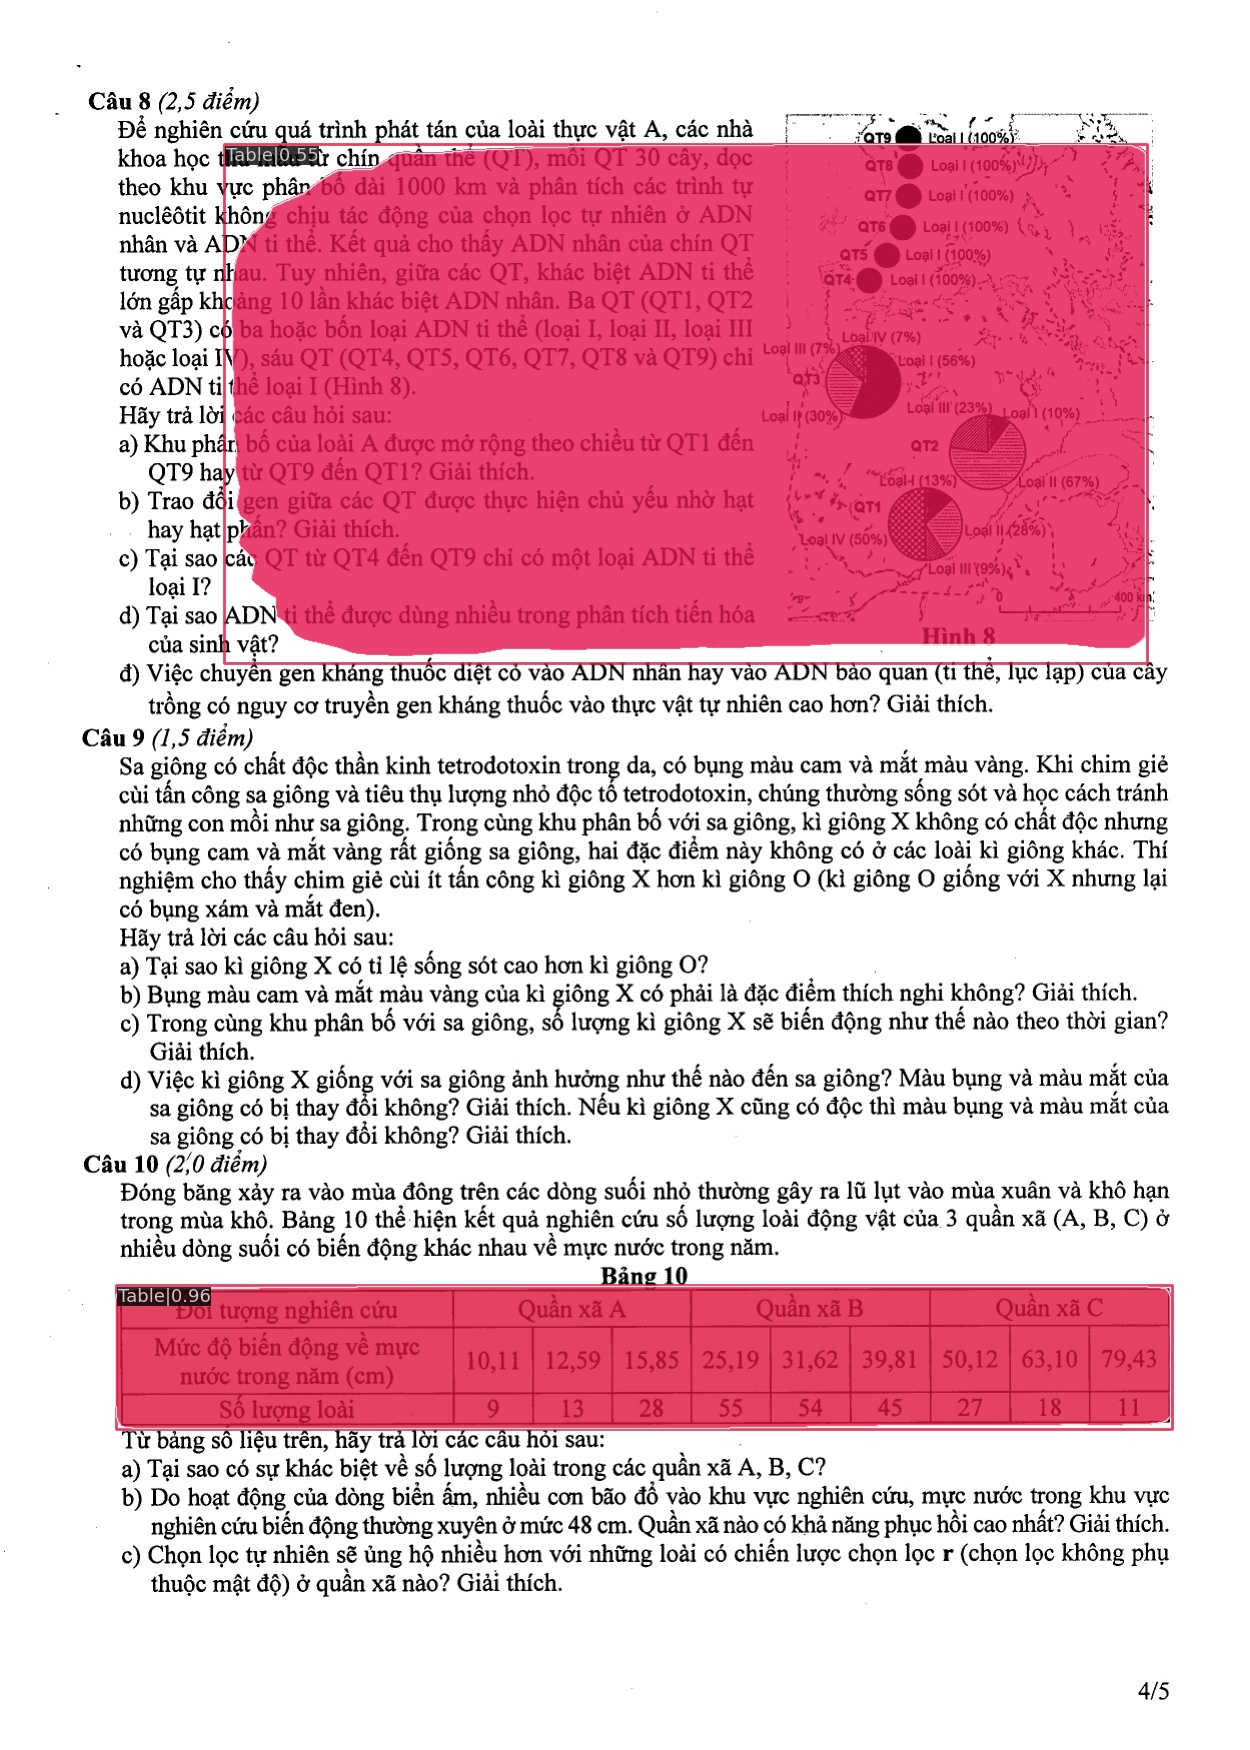 Câu 8 (2,5 điểm)
Để nghiên cứu quá trình phát tán của loài thực vật A, các nhà
khoa học từ chín quần thể (QT), mỗi QT 30 cây, dọc
theo khu vực phân bố dài 1000 km và phân tích các trình tự
nuclêôtit không chịu tác động của chọn lọc tự nhiên ở ADN
nhân và ADN ti thể. Kết quả cho thấy ADN nhân của chín QT
tương tự nhau. Tuy nhiên, giữa các QT, khác biệt ADN ti thể
lớn gấp khoảng 10 lần khác biệt ADN nhân. Ba QT (QT1, QT2
và QT3) có ba hoặc bốn loại ADN ti thể (loại I, loại II, loại III
hoặc loại IV), sáu QT (QT4, QT5, QT6, QT7, QT8 và QT9) chỉ
có ADN ti thể loại I (Hình 8).
Hãy trả lời các câu hỏi sau:
a) Khu phân bố của loài A được mở rộng theo chiều từ QT1 đến
QT9 hay từ QT9 đến QT1? Giải thích.
b) Trao đổi gen giữa các QT được thực hiện chủ yếu nhờ hạt
hay hạt phấn? Giải thích.
c) Tại sao các QT từ QT4 đến QT9 chỉ có một loại ADN ti thể
loại I?
d) Tại sao ADN ti thể được dùng nhiều trong phân tích tiến hóa
của sinh vật?
Table|0.55
QT9 Loại I (100%)
QT8 Loại I (100%)
QT7 Loại I (100%)
QT6 Loại I (100%)
QT5 Loại I (100%)
QT4 Loại I (100%)
Loại IV (7%)
Loại III (7%)
Loại I (56%)
QT3
Loại II (30%)
Loại III (23%)
Loại I (10%)
QT2
Loại I (13%)
Loại II (67%)
QT1
Loại II (28%)
Loại IV (50%)
Loại III (9%)
0 400 km
Hình 8
đ) Việc chuyển gen kháng thuốc diệt cỏ vào ADN nhân hay vào ADN bào quan (ti thể, lục lạp) của cây
trồng có nguy cơ truyền gen kháng thuốc vào thực vật tự nhiên cao hơn? Giải thích.
Câu 9 (1,5 điểm)
Sa giông có chất độc thần kinh tetrodotoxin trong da, có bụng màu cam và mắt màu vàng. Khi chim giẻ
cùi tấn công sa giông và tiêu thụ lượng nhỏ độc tố tetrodotoxin, chúng thường sống sót và học cách tránh
những con mồi như sa giông. Trong cùng khu phân bố với sa giông, kì giông X không có chất độc nhưng
có bụng cam và mắt vàng rất giống sa giông, hai đặc điểm này không có ở các loài kì giông khác. Thí
nghiệm cho thấy chim giẻ cùi ít tấn công kì giông X hơn kì giông O (kì giông O giống với X nhưng lại
có bụng xám và mắt đen).
Hãy trả lời các câu hỏi sau:
a) Tại sao kì giông X có tỉ lệ sống sót cao hơn kì giông O?
b) Bụng màu cam và mắt màu vàng của kì giông X có phải là đặc điểm thích nghi không? Giải thích.
c) Trong cùng khu phân bố với sa giông, số lượng kì giông X sẽ biến động như thế nào theo thời gian?
Giải thích.
d) Việc kì giông X giống với sa giông ảnh hưởng như thế nào đến sa giông? Màu bụng và màu mắt của
sa giông có bị thay đổi không? Giải thích. Nếu kì giông X cũng có độc thì màu bụng và màu mắt của
sa giông có bị thay đổi không? Giải thích.
Câu 10 (2,0 điểm)
Đóng băng xảy ra vào mùa đông trên các dòng suối nhỏ thường gây ra lũ lụt vào mùa xuân và khô hạn
trong mùa khô. Bảng 10 thể hiện kết quả nghiên cứu số lượng loài động vật của 3 quần xã (A, B, C) ở
nhiều dòng suối có biến động khác nhau về mực nước trong năm.
Bảng 10
Table|0.96
Đối tượng nghiên cứu Quần xã A Quần xã B Quần xã C
Mức độ biến động về mực
nước trong năm (cm) 10,11 12,59 15,85 25,19 31,62 39,81 50,12 63,10 79,43
Số lượng loài 9 13 28 55 54 45 27 18 11
Từ bảng số liệu trên, hãy trả lời các câu hỏi sau:
a) Tại sao có sự khác biệt về số lượng loài trong các quần xã A, B, C?
b) Do hoạt động của dòng biển ấm, nhiều cơn bão đổ vào khu vực nghiên cứu, mực nước trong khu vực
nghiên cứu biến động thường xuyên ở mức 48 cm. Quần xã nào có khả năng phục hồi cao nhất? Giải thích.
c) Chọn lọc tự nhiên sẽ ủng hộ nhiều hơn với những loài có chiến lược chọn lọc r (chọn lọc không phụ
thuộc mật độ) ở quần xã nào? Giải thích.
4/5